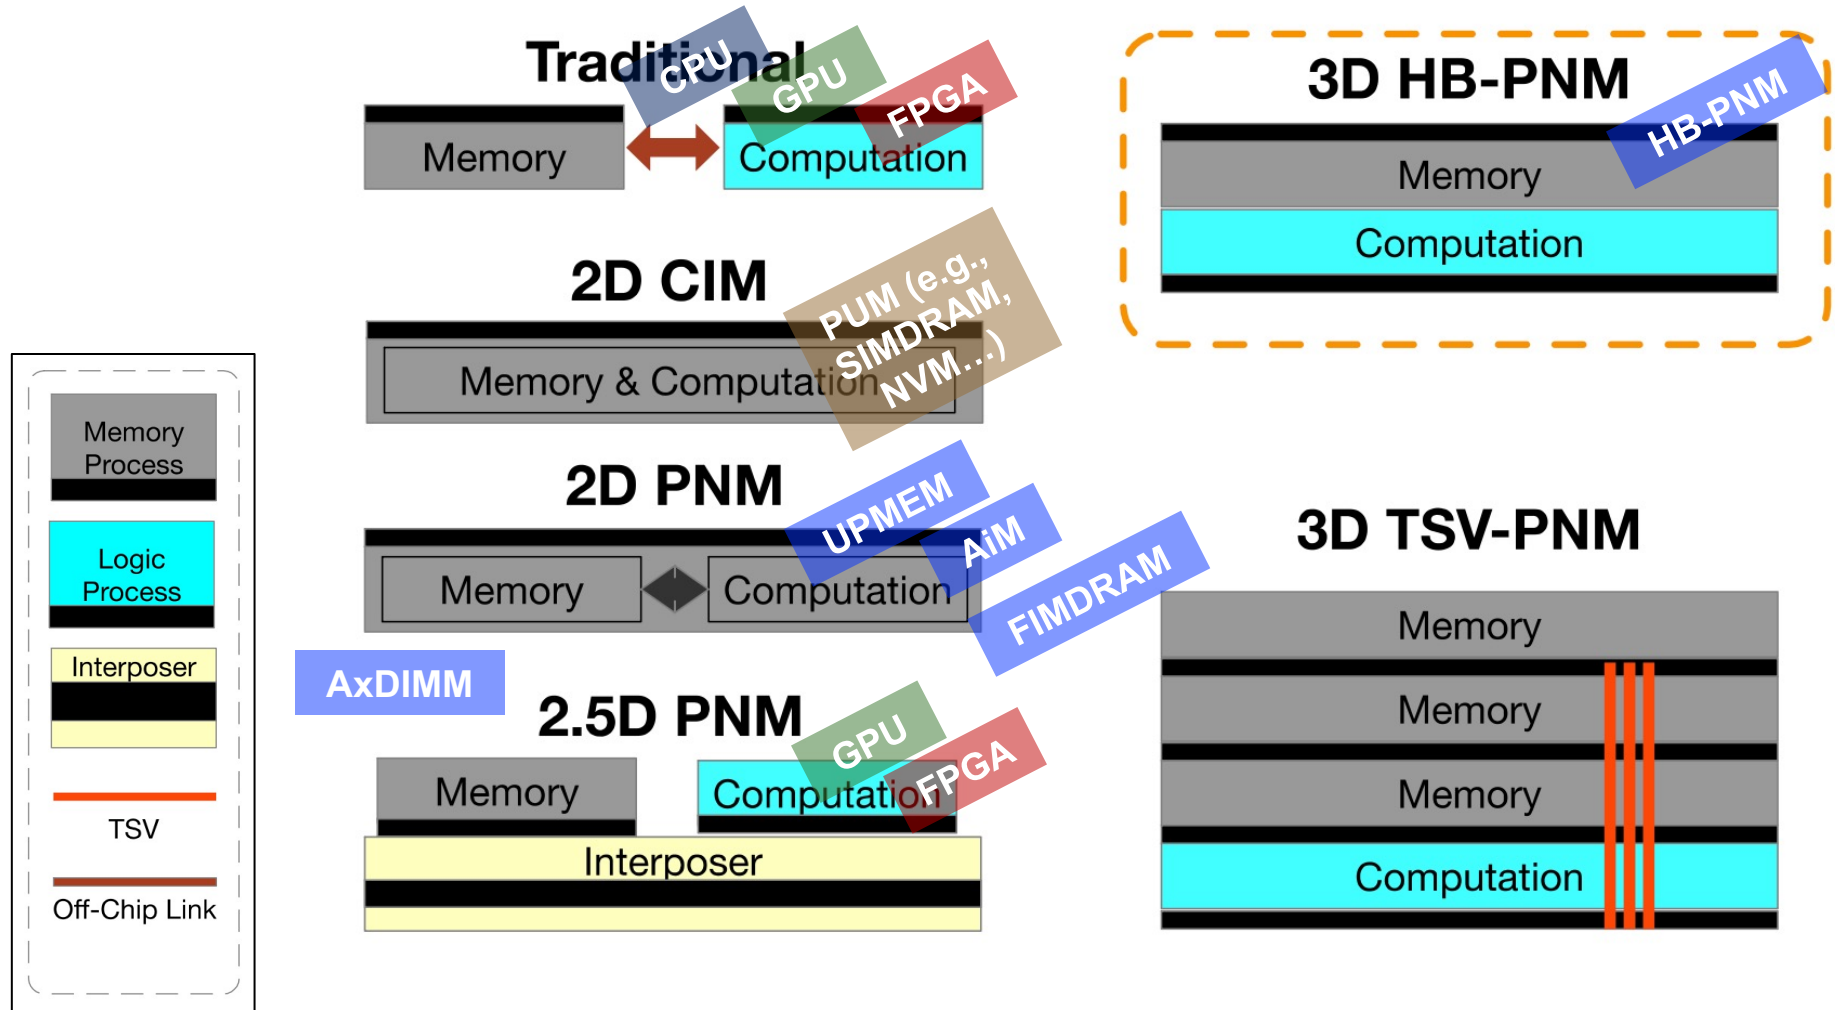 Traditional
CPU
GPU
FPGA
Memory
Computation
2D CIM
PUM (e.g.,
SIMDRAM,
NVM...)
Memory & Computation
2D PNM
UPMEM
AiM
FIMDRAM
Memory
Computation
AxDIMM
2.5D PNM
GPU
FPGA
Memory
Computation
Interposer
3D HB-PNM
HB-PNM
Memory
Computation
3D TSV-PNM
Memory
Memory
Memory
Computation
Memory
Process
Logic
Process
Interposer
TSV
Off-Chip Link